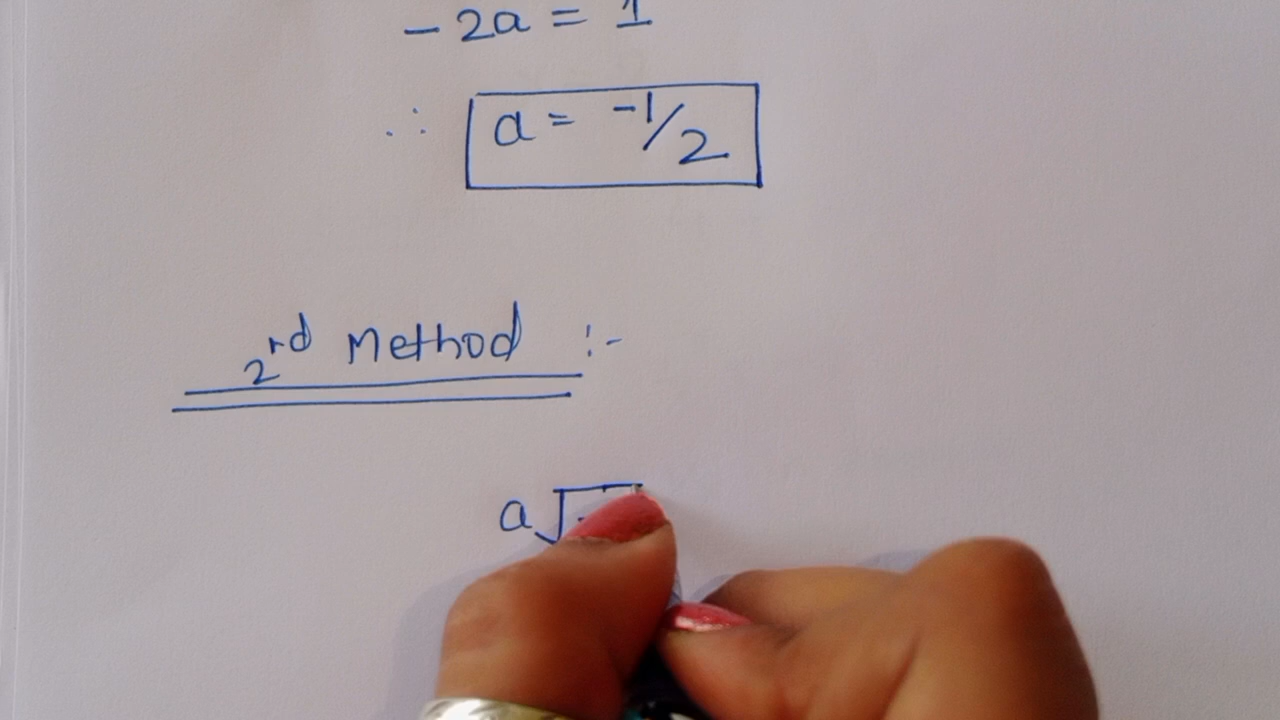 - 2a = 1
∴ a = -1/2
2rd Method :-
a√